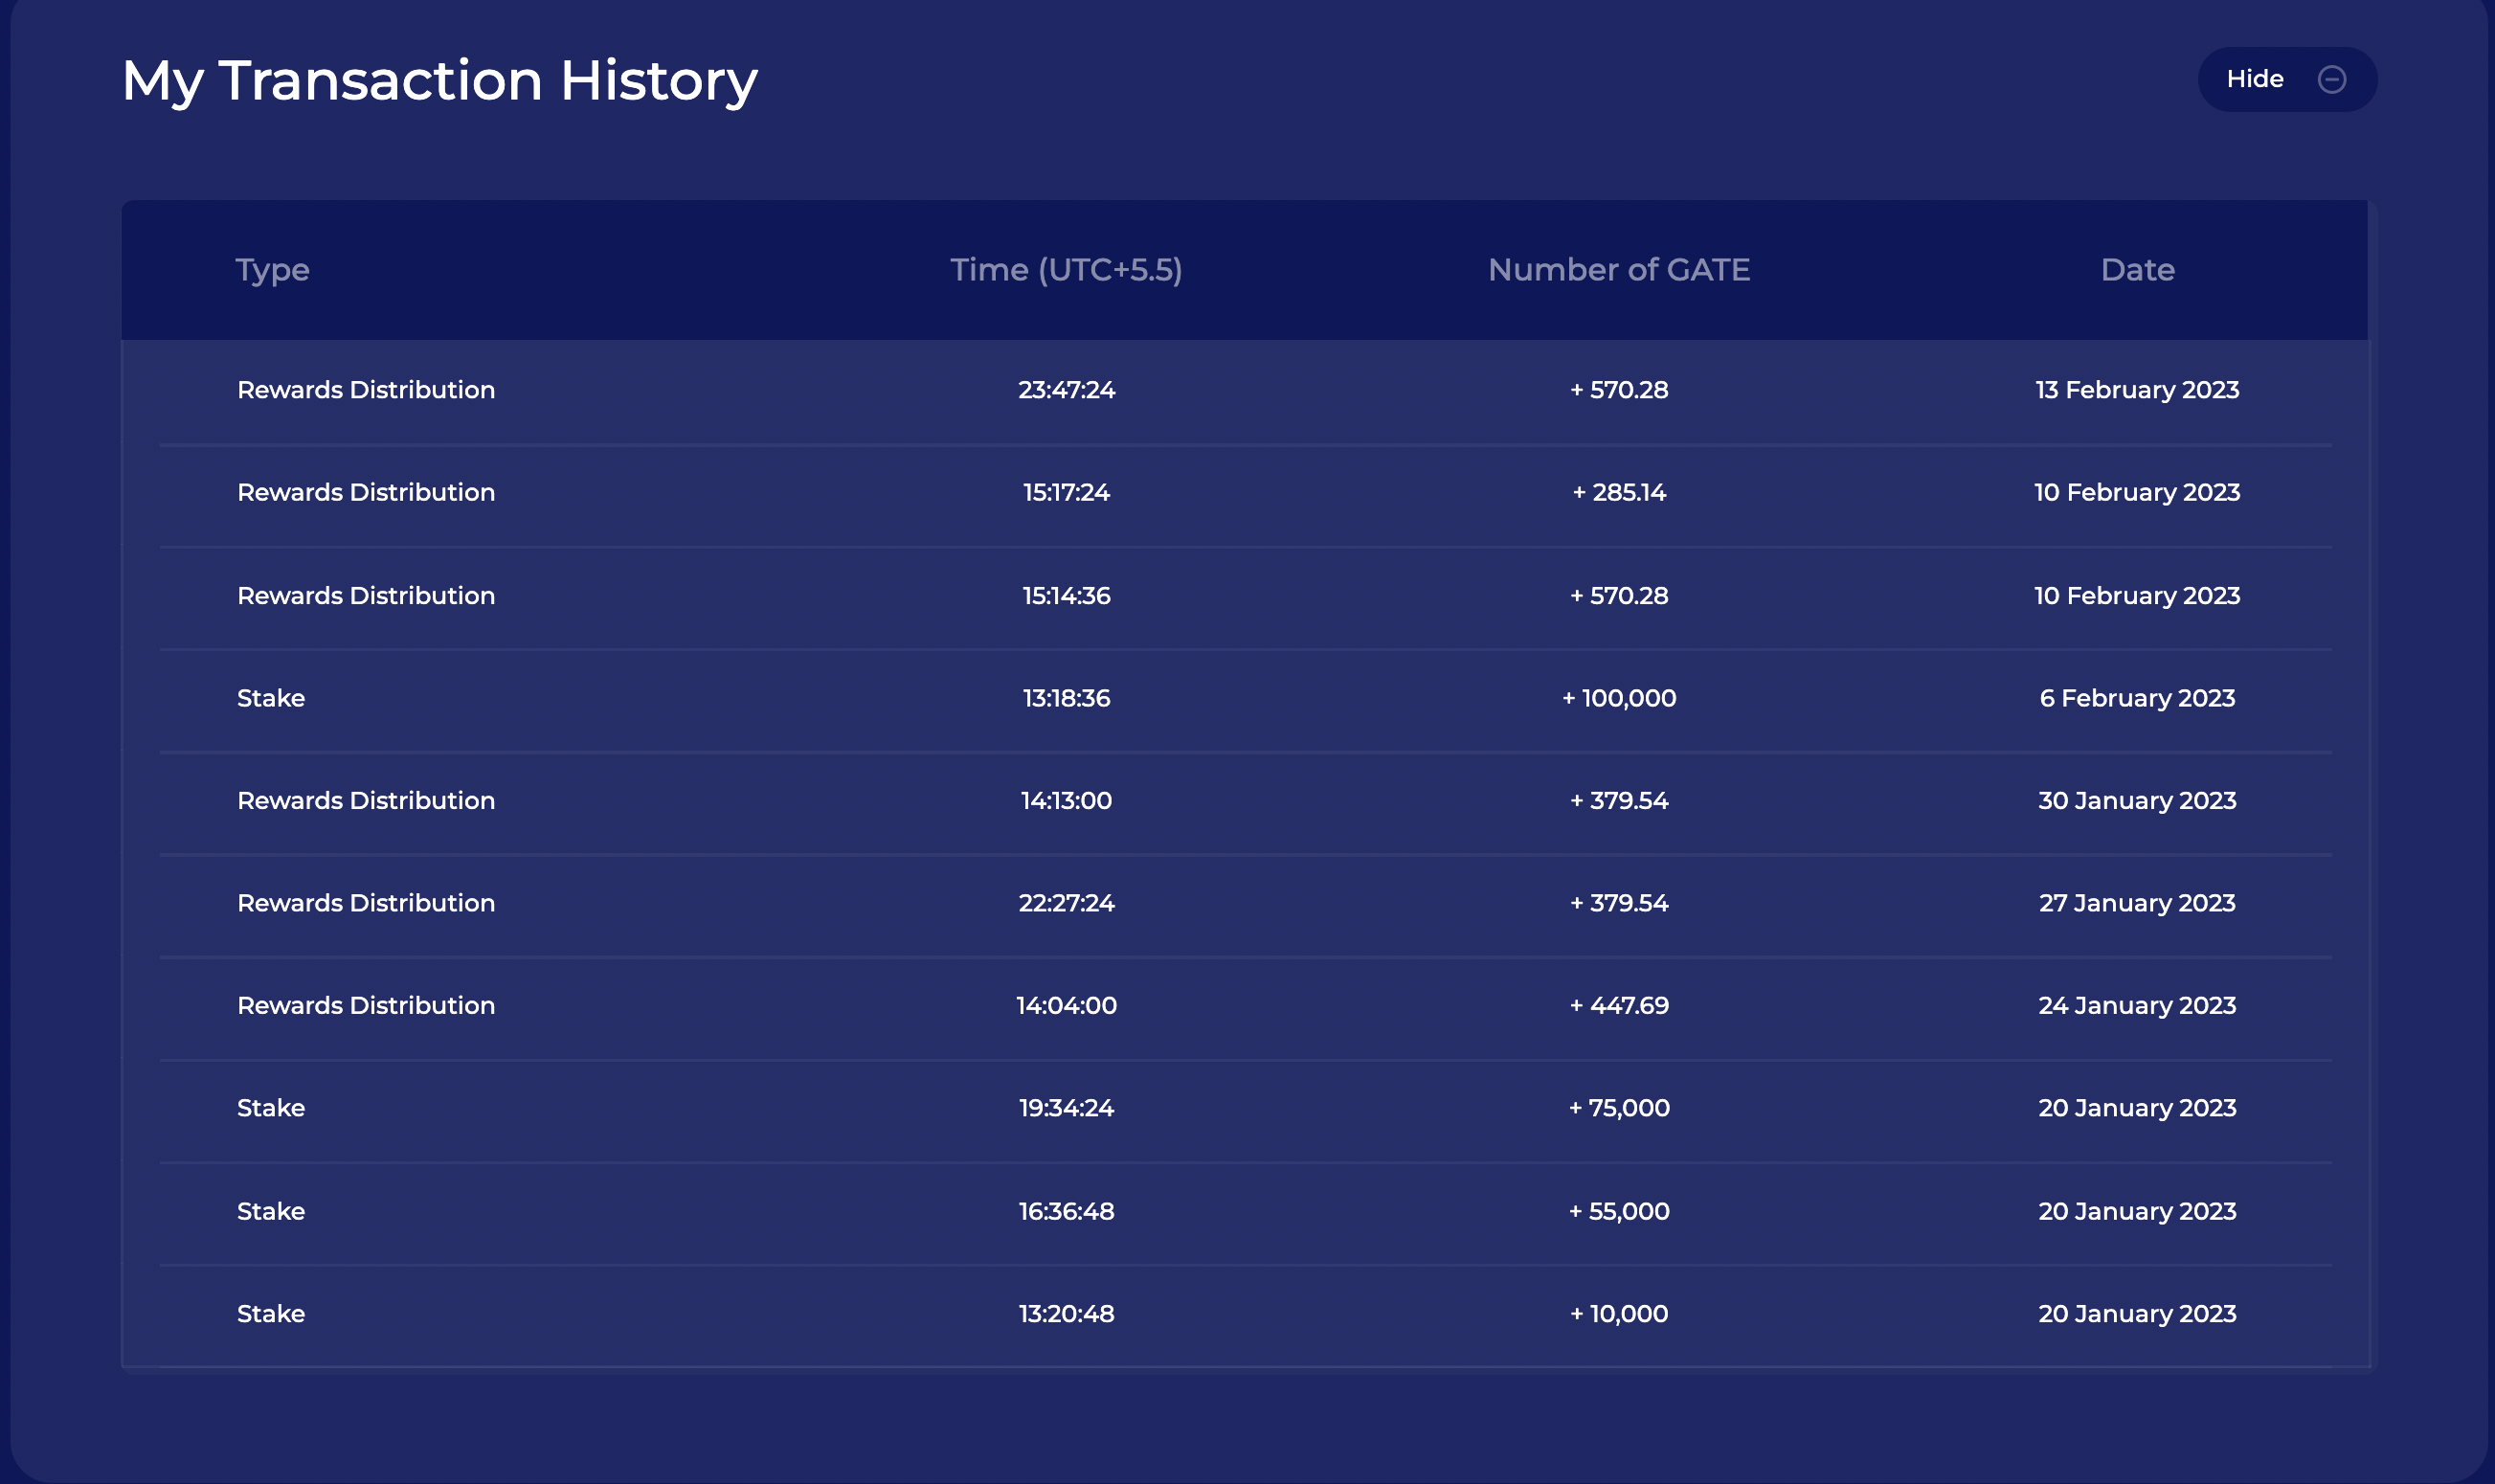 My Transaction History
Hide
Type Time (UTC+5.5) Number of GATE Date
Rewards Distribution 23:47:24 + 570.28 13 February 2023
Rewards Distribution 15:17:24 + 285.14 10 February 2023
Rewards Distribution 15:14:36 + 570.28 10 February 2023
Stake 13:18:36 + 100,000 6 February 2023
Rewards Distribution 14:13:00 + 379.54 30 January 2023
Rewards Distribution 22:27:24 + 379.54 27 January 2023
Rewards Distribution 14:04:00 + 447.69 24 January 2023
Stake 19:34:24 + 75,000 20 January 2023
Stake 16:36:48 + 55,000 20 January 2023
Stake 13:20:48 + 10,000 20 January 2023